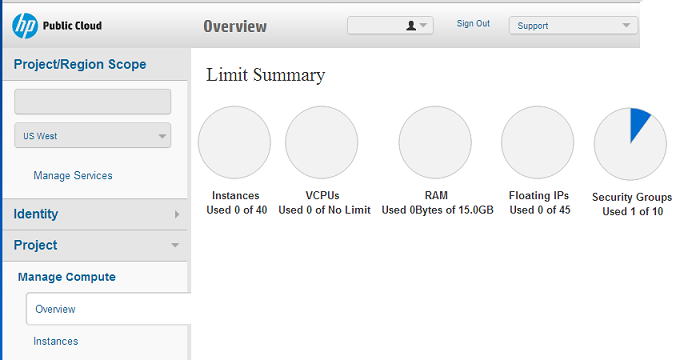 hp Public Cloud
Overview
Sign Out
Support
Project/Region Scope
US West
Manage Services
Identity
Project
Manage Compute
Overview
Instances
Limit Summary
Instances
Used 0 of 40
VCPUs
Used 0 of No Limit
RAM
Used 0Bytes of 15.0GB
Floating IPs
Used 0 of 45
Security Groups
Used 1 of 10